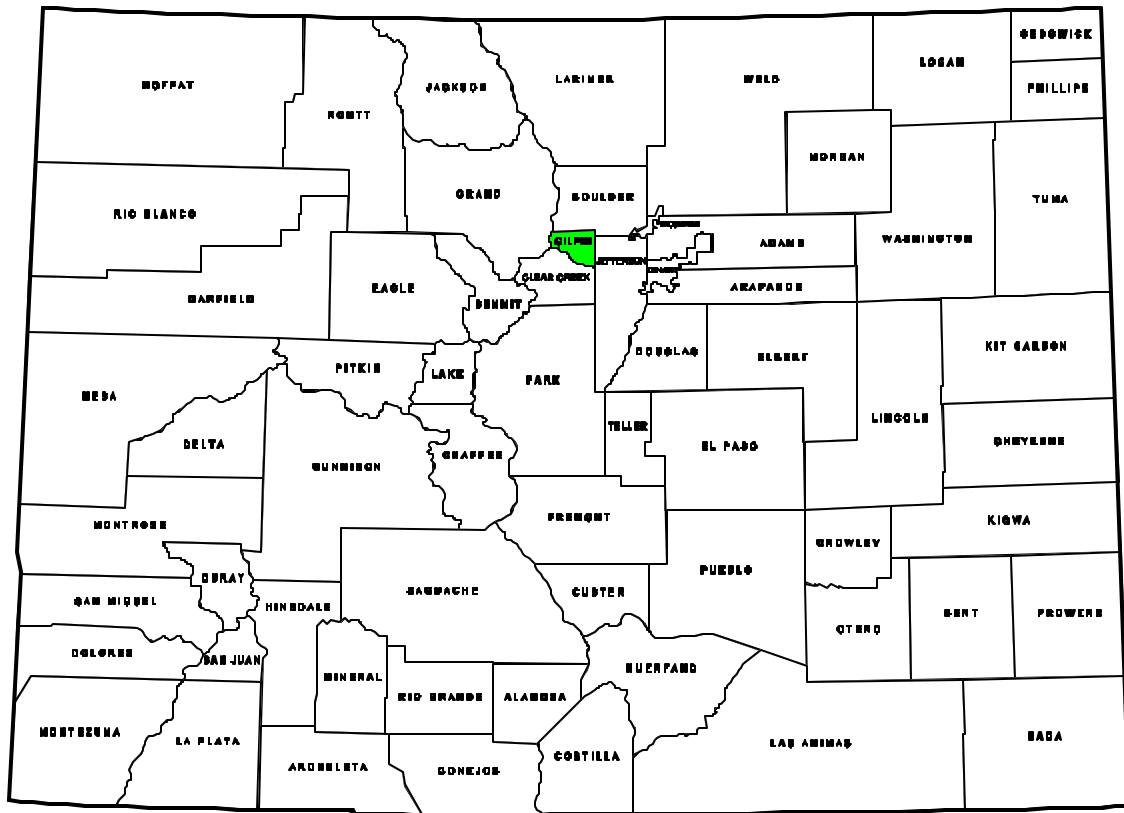 SEDGWICK
LOGAN
LARIMER
WELD
MOFFAT
JACKSON
PHILLIPS
ROUTT
MORGAN
GRAND
BOULDER
YUMA
RIO BLANCO
GILPIN
ADAMS
WASHINGTON
JEFFERSON
CLEAR CREEK
EAGLE
ARAPAHOE
GARFIELD
SUMMIT
KIT CARSON
DOUGLAS
ELBERT
PITKIN
LAKE
PARK
MESA
LINCOLN
TELLER
DELTA
EL PASO
CHEYENNE
CHAFFEE
GUNNISON
FREMONT
KIOWA
MONTROSE
CROWLEY
PUEBLO
OURAY
SAGUACHE
CUSTER
SAN MIGUEL
HINSDALE
BENT
PROWERS
OTERO
DOLORES
SAN JUAN
HUERFANO
MINERAL
RIO GRANDE
ALAMOSA
MONTEZUMA
LA PLATA
BACA
LAS ANIMAS
COSTILLA
ARCHULETA
CONEJOS